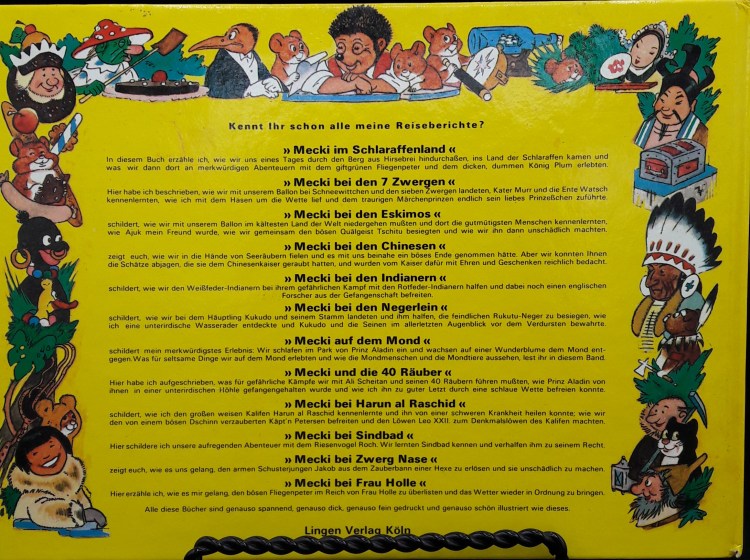 Kennt Ihr schon alle meine Reiseberichte?
» Mecki im Schlaraffenland «
In diesem Buch erzähle ich, wie wir uns eines Tages durch den Berg aus Hirsebrei hindurchaßen, ins Land der Schlaraffen kamen und
was wir dann dort an merkwürdigen Abenteuern mit dem giftgrünen Fliegenpeter und dem dicken, dummen König Plum erlebten.
» Mecki bei den 7 Zwergen «
Hier habe ich beschrieben, wie wir mit unserem Ballon bei Schneewittchen und den sieben Zwergen landeten, Kater Murr und die Ente Watsch
kennenlernten, wie ich mit dem Hasen um die Wette lief und dem traurigen Märchenprinzen endlich sein liebes Prinzeßchen zuführte.
» Mecki bei den Eskimos «
schildert, wie wir mit unserem Ballon im kältesten Land der Welt niedergehen mußten und dort die gutmütigsten Menschen kennenlernten,
wie Ajuk mein Freund wurde, wie wir gemeinsam den bösen Quälgeist Tschitu besiegten und wie wir ihn dann unschädlich machten.
» Mecki bei den Chinesen «
zeigt euch, wie wir in die Hände von Seeräubern fielen und es mit uns beinahe ein böses Ende genommen hätte. Aber wir konnten Ihnen
die Schätze abjagen, die sie dem Chinesenkaiser geraubt hatten, und wurden vom Kaiser dafür mit Ehren und Geschenken reichlich bedacht.
» Mecki bei den Indianern «
schildert, wie wir den Weißfeder-Indianern bei ihrem gefährlichen Kampf mit den Rotfeder-Indianern halfen und dabei noch einen englischen
Forscher aus der Gefangenschaft befreiten.
» Mecki bei den Negerlein «
schildert, wie wir bei dem Häuptling Kukudo und seinem Stamm landeten und ihm halfen, die feindlichen Rukutu-Neger zu besiegen, wie
ich eine unterirdische Wasserader entdeckte und Kukudo und die Seinen im allerletzten Augenblick vor dem Verdursten bewahrte.
» Mecki auf dem Mond «
schildert mein merkwürdigstes Erlebnis: Wir schlafen im Park von Prinz Aladin ein und wachsen auf einer Wunderblume dem Mond ent-
gegen. Was für seltsame Dinge wir auf dem Mond erlebten und wie die Mondmenschen und die Mondtiere aussehen, lest ihr in diesem Band.
» Mecki und die 40 Räuber «
Hier habe ich aufgeschrieben, was für gefährliche Kämpfe wir mit Ali Scheitan und seinen 40 Räubern führen mußten, wie Prinz Aladin von
ihnen in einer unterirdischen Höhle gefangengehalten wurde und wie ich ihn zu guter Letzt durch eine schlaue Wette befreien konnte.
» Mecki bei Harun al Raschid «
schildert, wie ich den großen weisen Kalifen Harun al Raschid kennenlernte und ihn von einer schweren Krankheit heilen konnte; wie wir
den von einem bösen Dschinn verzauberten Käpt'n Petersen befreiten und den Löwen Leo XXII. zum Denkmalslöwen des Kalifen machten.
» Mecki bei Sindbad «
Hier schildere ich unsere aufregenden Abenteuer mit dem Riesenvogel Roch. Wir lernten Sindbad kennen und verhalfen ihm zu seinem Recht.
» Mecki bei Zwerg Nase «
zeigt euch, wie es uns gelang, den armen Schusterjungen Jakob aus dem Zauberbann einer Hexe zu erlösen und sie unschädlich zu machen.
» Mecki bei Frau Holle «
Hier erzähle ich, wie es mir gelang, den bösen Fliegenpeter im Reich von Frau Holle zu überlisten und das Wetter wieder in Ordnung zu bringen.
Alle diese Bücher sind genauso spannend, genauso dick, genauso fein gedruckt und genauso schön illustriert wie dieses.
Lingen Verlag Köln